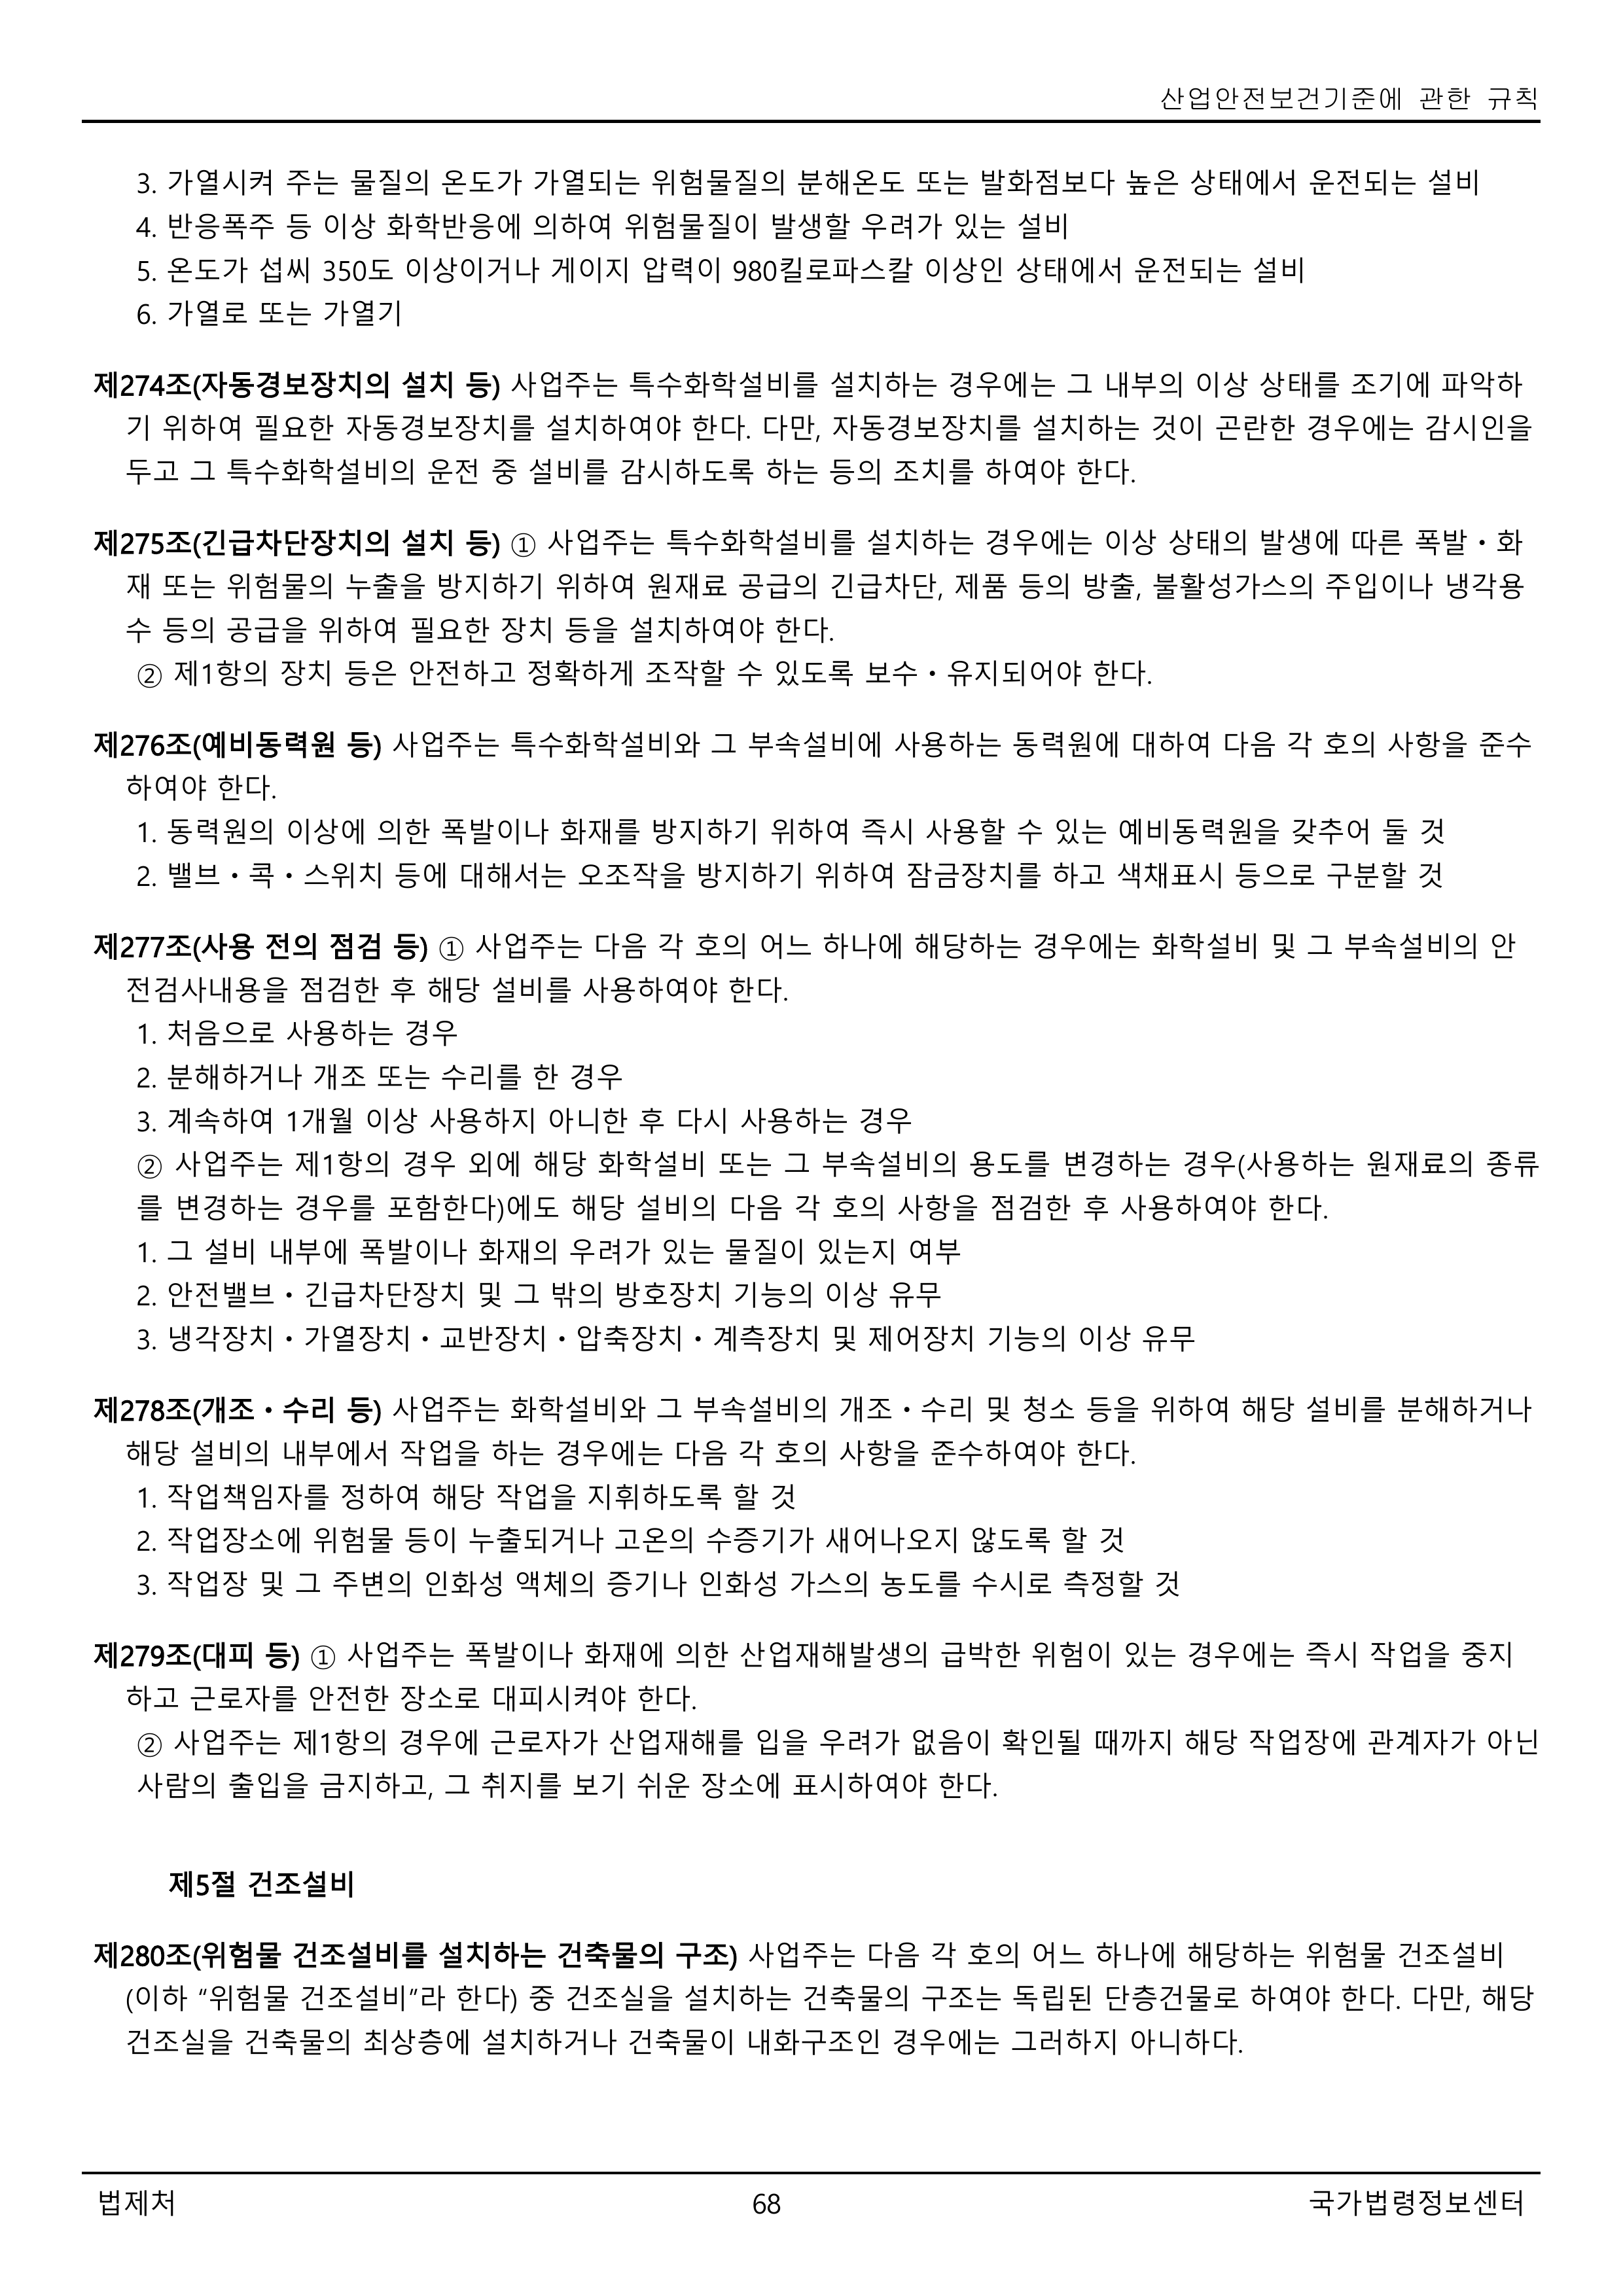 산업안전보건기준에 관한 규칙
3. 가열시켜 주는 물질의 온도가 가열되는 위험물질의 분해온도 또는 발화점보다 높은 상태에서 운전되는 설비
4. 반응폭주 등 이상 화학반응에 의하여 위험물질이 발생할 우려가 있는 설비
5. 온도가 섭씨 350도 이상이거나 게이지 압력이 980킬로파스칼 이상인 상태에서 운전되는 설비
6. 가열로 또는 가열기
제274조(자동경보장치의 설치 등) 사업주는 특수화학설비를 설치하는 경우에는 그 내부의 이상 상태를 조기에 파악하
기 위하여 필요한 자동경보장치를 설치하여야 한다. 다만, 자동경보장치를 설치하는 것이 곤란한 경우에는 감시인을
두고 그 특수화학설비의 운전 중 설비를 감시하도록 하는 등의 조치를 하여야 한다.
제275조(긴급차단장치의 설치 등) ① 사업주는 특수화학설비를 설치하는 경우에는 이상 상태의 발생에 따른 폭발ㆍ화
재 또는 위험물의 누출을 방지하기 위하여 원재료 공급의 긴급차단, 제품 등의 방출, 불활성가스의 주입이나 냉각용
수 등의 공급을 위하여 필요한 장치 등을 설치하여야 한다.
② 제1항의 장치 등은 안전하고 정확하게 조작할 수 있도록 보수ㆍ유지되어야 한다.
제276조(예비동력원 등) 사업주는 특수화학설비와 그 부속설비에 사용하는 동력원에 대하여 다음 각 호의 사항을 준수
하여야 한다.
1. 동력원의 이상에 의한 폭발이나 화재를 방지하기 위하여 즉시 사용할 수 있는 예비동력원을 갖추어 둘 것
2. 밸브ㆍ콕ㆍ스위치 등에 대해서는 오조작을 방지하기 위하여 잠금장치를 하고 색채표시 등으로 구분할 것
제277조(사용 전의 점검 등) ① 사업주는 다음 각 호의 어느 하나에 해당하는 경우에는 화학설비 및 그 부속설비의 안
전검사내용을 점검한 후 해당 설비를 사용하여야 한다.
1. 처음으로 사용하는 경우
2. 분해하거나 개조 또는 수리를 한 경우
3. 계속하여 1개월 이상 사용하지 아니한 후 다시 사용하는 경우
② 사업주는 제1항의 경우 외에 해당 화학설비 또는 그 부속설비의 용도를 변경하는 경우(사용하는 원재료의 종류
를 변경하는 경우를 포함한다)에도 해당 설비의 다음 각 호의 사항을 점검한 후 사용하여야 한다.
1. 그 설비 내부에 폭발이나 화재의 우려가 있는 물질이 있는지 여부
2. 안전밸브ㆍ긴급차단장치 및 그 밖의 방호장치 기능의 이상 유무
3. 냉각장치ㆍ가열장치ㆍ교반장치ㆍ압축장치ㆍ계측장치 및 제어장치 기능의 이상 유무
제278조(개조ㆍ수리 등) 사업주는 화학설비와 그 부속설비의 개조ㆍ수리 및 청소 등을 위하여 해당 설비를 분해하거나
해당 설비의 내부에서 작업을 하는 경우에는 다음 각 호의 사항을 준수하여야 한다.
1. 작업책임자를 정하여 해당 작업을 지휘하도록 할 것
2. 작업장소에 위험물 등이 누출되거나 고온의 수증기가 새어나오지 않도록 할 것
3. 작업장 및 그 주변의 인화성 액체의 증기나 인화성 가스의 농도를 수시로 측정할 것
제279조(대피 등) ① 사업주는 폭발이나 화재에 의한 산업재해발생의 급박한 위험이 있는 경우에는 즉시 작업을 중지
하고 근로자를 안전한 장소로 대피시켜야 한다.
② 사업주는 제1항의 경우에 근로자가 산업재해를 입을 우려가 없음이 확인될 때까지 해당 작업장에 관계자가 아닌
사람의 출입을 금지하고, 그 취지를 보기 쉬운 장소에 표시하여야 한다.
제5절 건조설비
제280조(위험물 건조설비를 설치하는 건축물의 구조) 사업주는 다음 각 호의 어느 하나에 해당하는 위험물 건조설비
(이하 “위험물 건조설비”라 한다) 중 건조실을 설치하는 건축물의 구조는 독립된 단층건물로 하여야 한다. 다만, 해당
건조실을 건축물의 최상층에 설치하거나 건축물이 내화구조인 경우에는 그러하지 아니하다.
법제처
68
국가법령정보센터